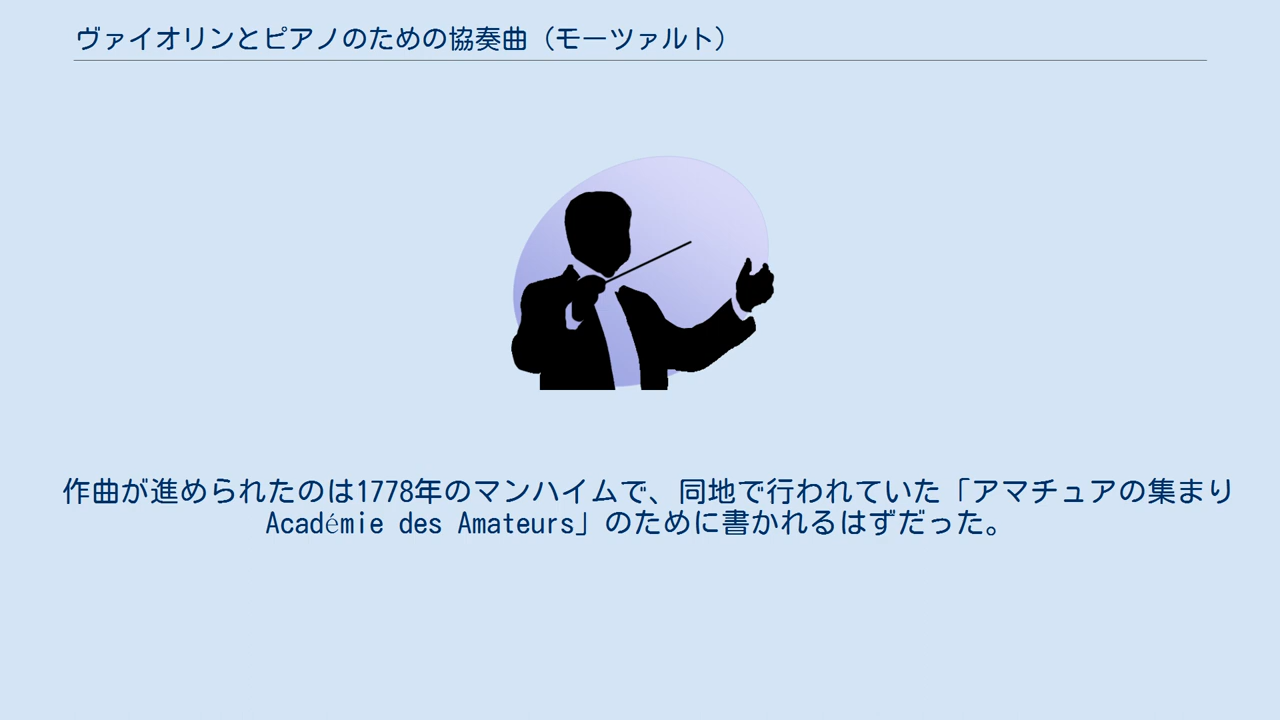 ヴァイオリンとピアノのための協奏曲（モーツァルト）
作曲が進められたのは1778年のマンハイムで、同地で行われていた「アマチュアの集まり
Académie des Amateurs」のために書かれるはずだった。